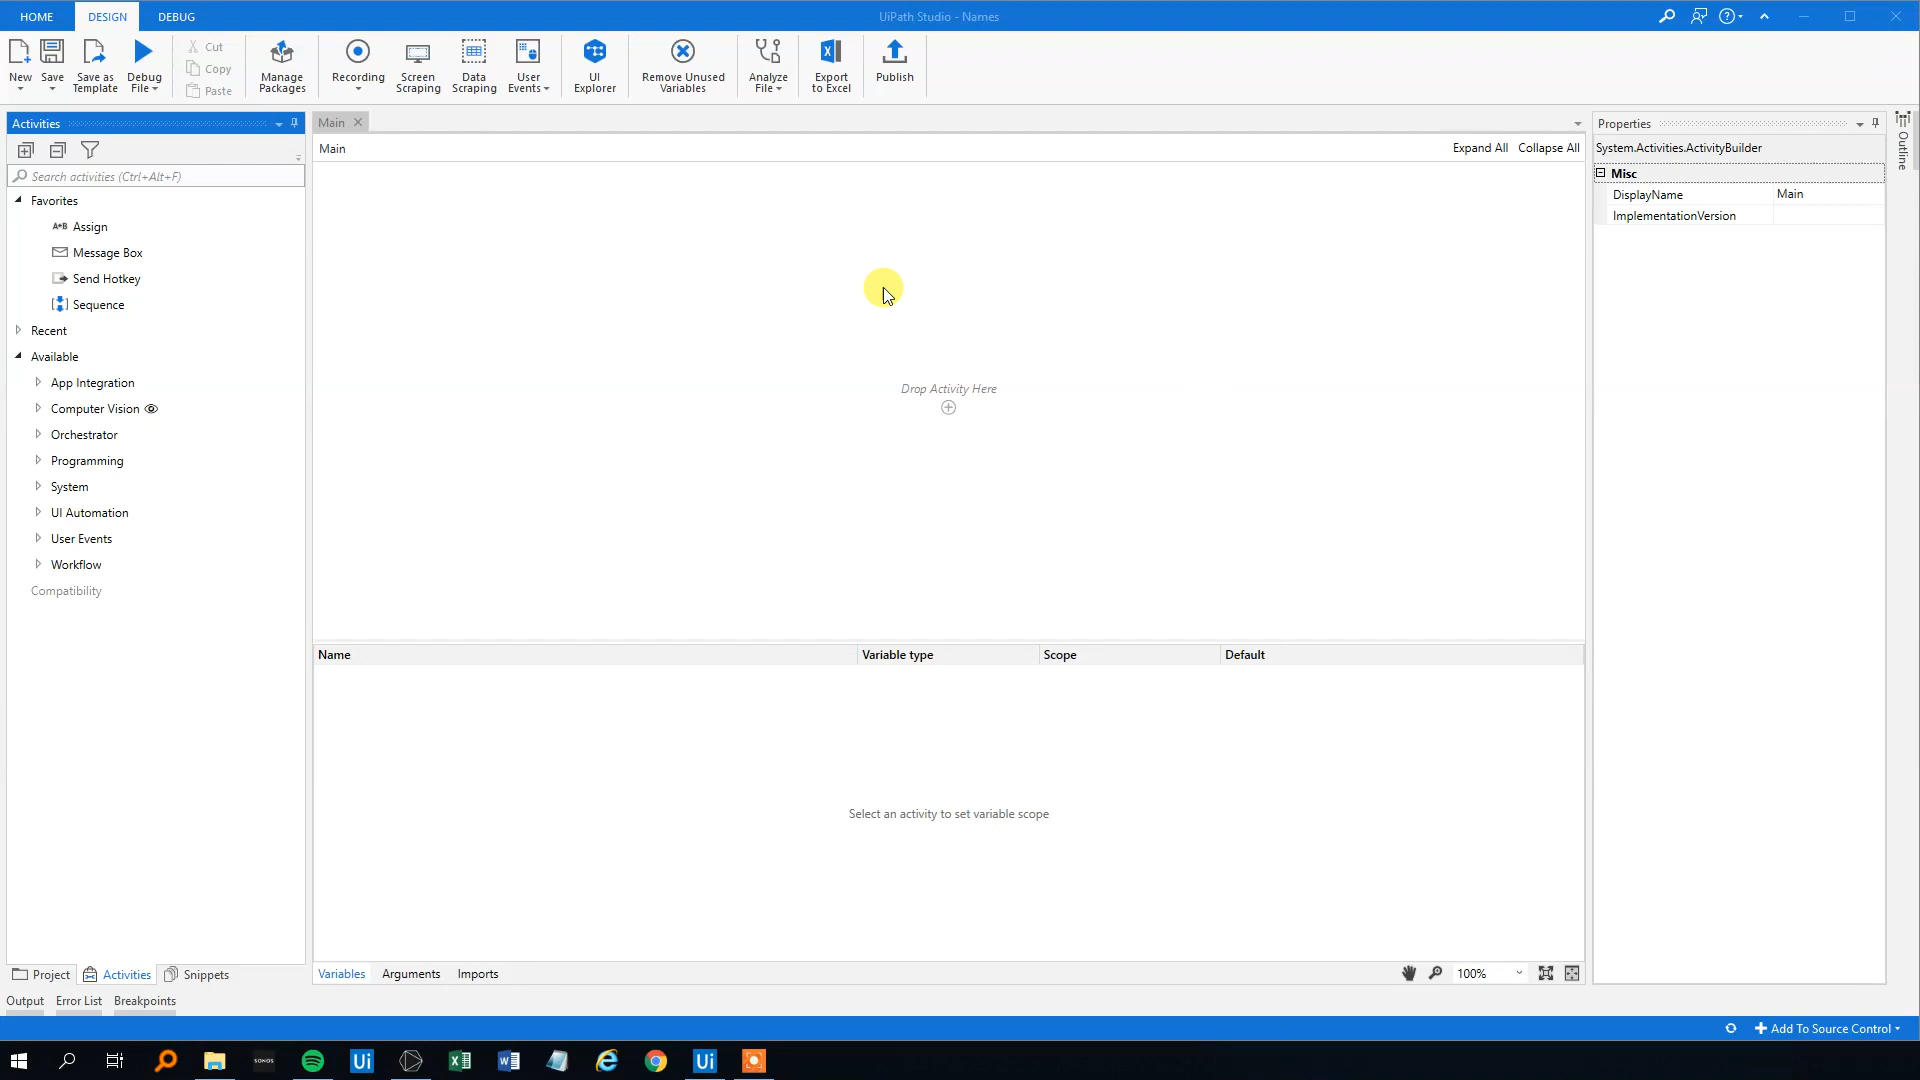 HOME DESIGN DEBUG UiPath Studio - Names
New Save Save as Template Debug File Cut Copy Paste Manage Packages Recording Screen Scraping Data Scraping User Events UI Explorer Remove Unused Variables Analyze File Export to Excel Publish
Activities
Search activities (Ctrl+Alt+F)
Favorites
A+B Assign
Message Box
Send Hotkey
Sequence
Recent
Available
App Integration
Computer Vision
Orchestrator
Programming
System
UI Automation
User Events
Workflow
Compatibility
Project Activities Snippets
Main
Main Expand All Collapse All
Drop Activity Here
Name Variable type Scope Default
Select an activity to set variable scope
Variables Arguments Imports 100%
Properties
System.Activities.ActivityBuilder
Misc
DisplayName Main
ImplementationVersion
Outline
Output Error List Breakpoints
Add To Source Control
SONOS Ui Ui